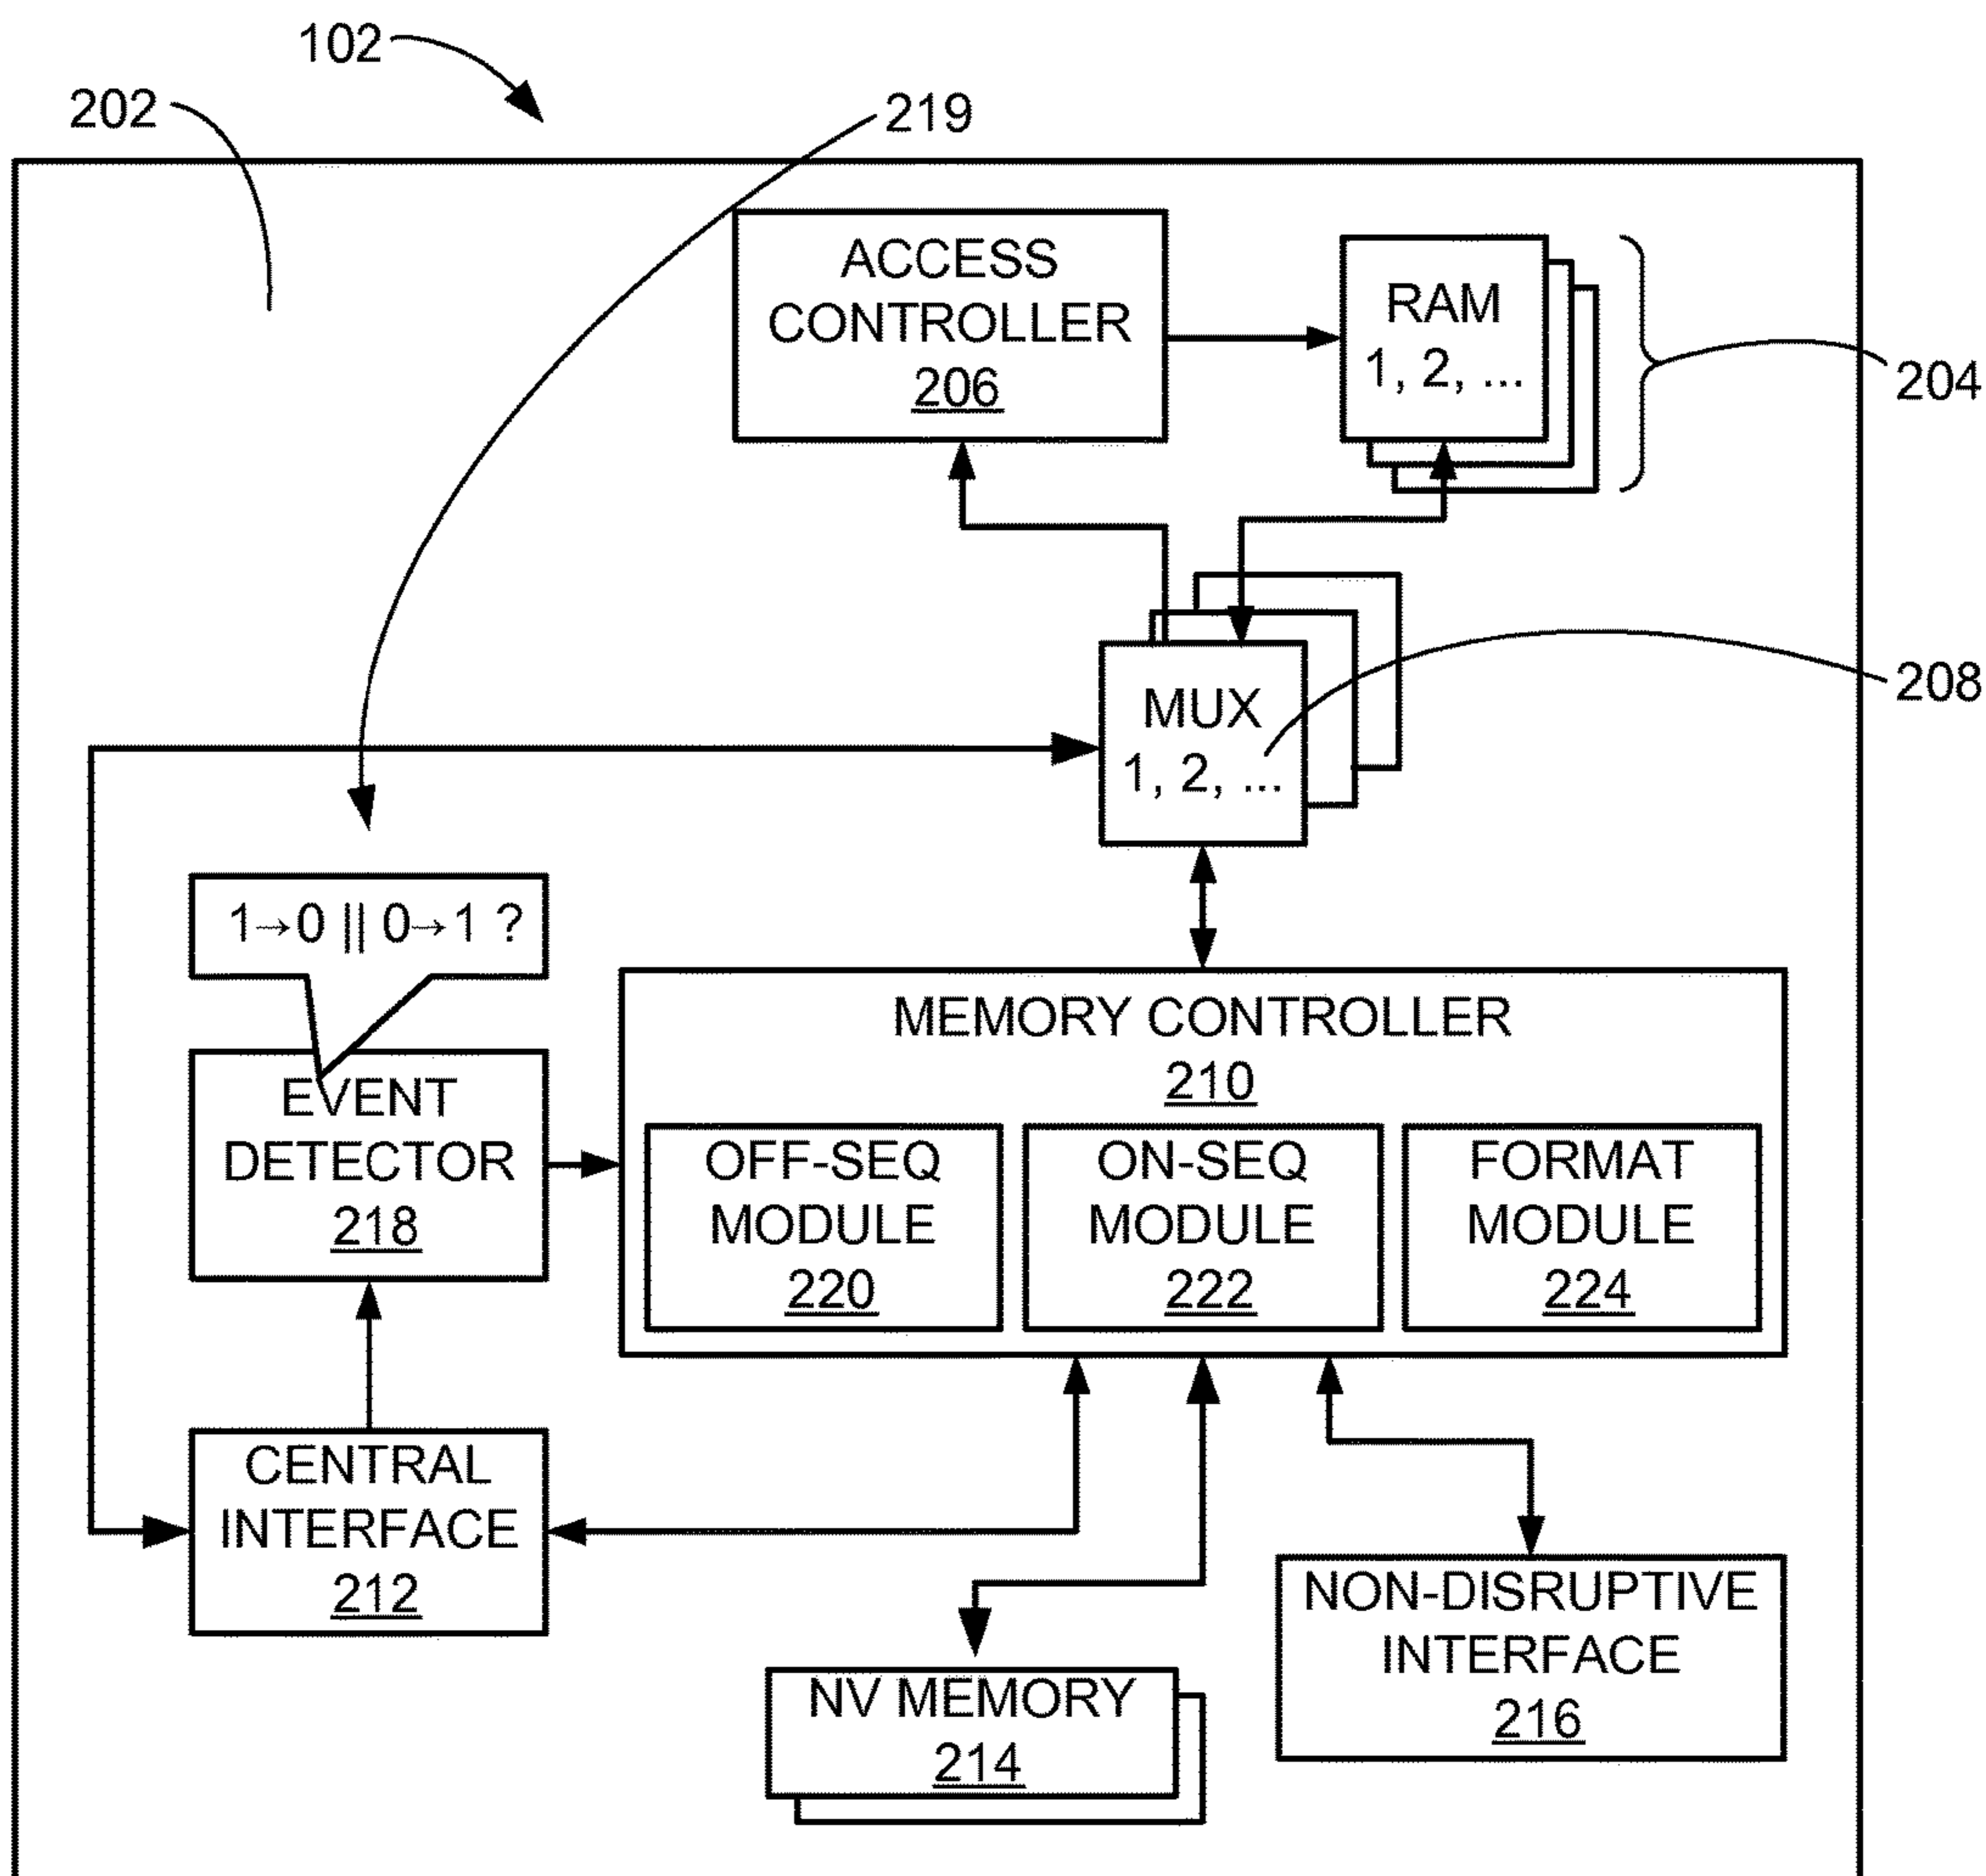 102
202
219
ACCESS
CONTROLLER
206
RAM
1, 2, ...
204
MUX
1, 2, ...
208
1→0 || 0→1 ?
MEMORY CONTROLLER
210
EVENT
DETECTOR
218
OFF-SEQ
MODULE
220
ON-SEQ
MODULE
222
FORMAT
MODULE
224
CENTRAL
INTERFACE
212
NON-DISRUPTIVE
INTERFACE
216
NV MEMORY
214